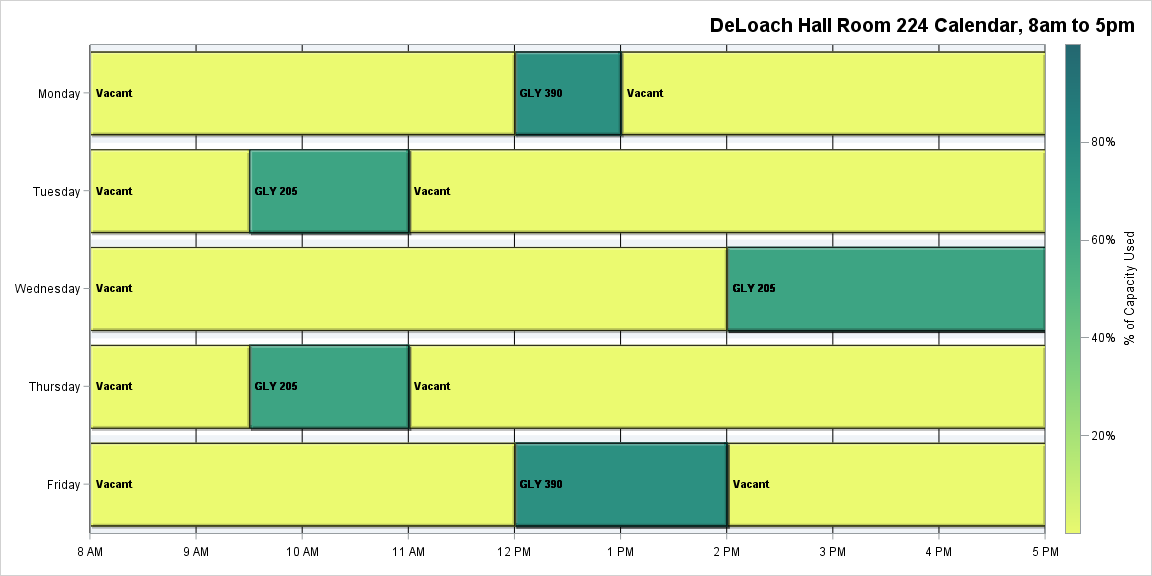 DeLoach Hall Room 224 Calendar, 8am to 5pm
Monday
Vacant
GLY 390
Vacant
Tuesday
Vacant
GLY 205
Vacant
Wednesday
Vacant
GLY 205
Thursday
Vacant
GLY 205
Vacant
Friday
Vacant
GLY 390
Vacant
8 AM
9 AM
10 AM
11 AM
12 PM
1 PM
2 PM
3 PM
4 PM
5 PM
80%
60%
40%
20%
% of Capacity Used